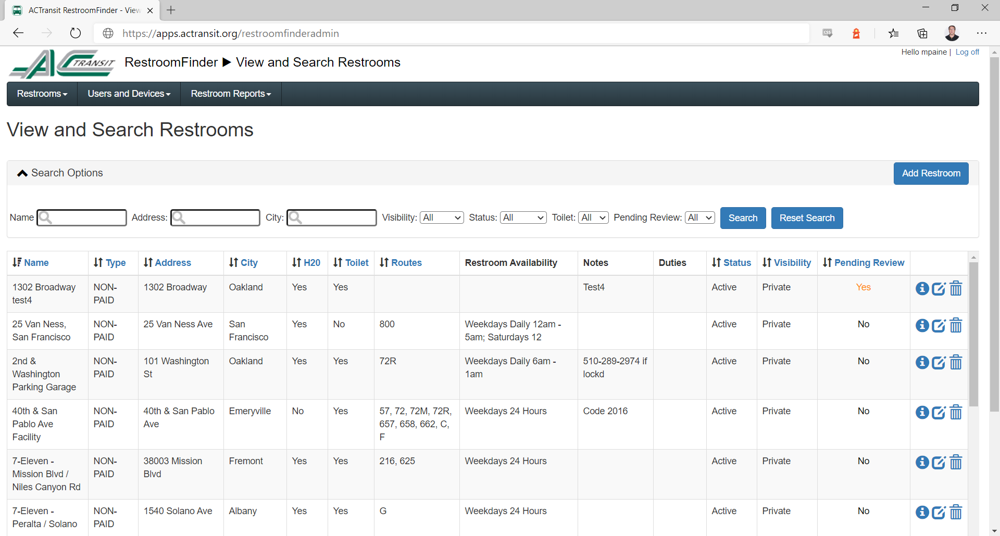 ACTransit RestroomFinder - View
https://apps.actransit.org/restroomfinderadmin
CSS
Hello mpaine | Log off
AC TRANSIT
RestroomFinder ▶ View and Search Restrooms
Restrooms
Users and Devices
Restroom Reports
View and Search Restrooms
Search Options
Add Restroom
Name
Address:
City:
Visibility: All
Status: All
Toilet: All
Pending Review: All
Search
Reset Search
Name Type Address City H20 Toilet Routes Restroom Availability Notes Duties Status Visibility Pending Review
1302 Broadway NON- 1302 Broadway Oakland Yes Yes Test4 Active Private Yes
test4 PAID
25 Van Ness, NON- 25 Van Ness Ave San Yes No 800 Weekdays Daily 12am - Active Private No
San Francisco PAID Francisco 5am; Saturdays 12
2nd & NON- 101 Washington Oakland Yes Yes 72R Weekdays Daily 6am - 510-289-2974 if Active Private No
Washington PAID St 1am lockd
Parking Garage
40th & San NON- 40th & San Pablo Emeryville No Yes 57, 72, 72M, 72R, Weekdays 24 Hours Code 2016 Active Private No
Pablo Ave PAID Ave 657, 658, 662, C,
Facility F
7-Eleven - NON- 38003 Mission Fremont Yes Yes 216, 625 Weekdays 24 Hours Active Private No
Mission Blvd / PAID Blvd
Niles Canyon Rd
7-Eleven - NON- 1540 Solano Ave Albany Yes Yes G Weekdays 24 Hours Active Private No
Peralta / Solano PAID